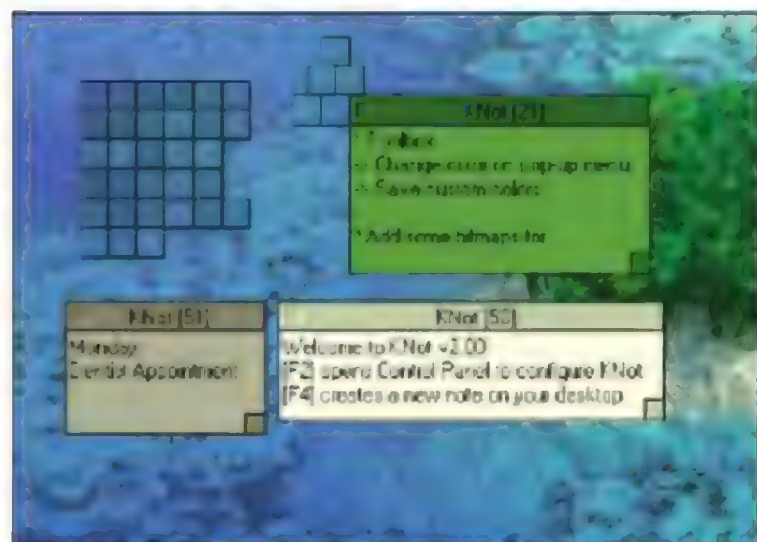 KNot [21]
* Toolbox
-> Change color on pop-up menu
-> Save custom colors
* Add some bitmaps for
KNot [51]
Monday
Dentist Appointment
KNot [50]
Welcome to KNot v2.00
[F2] opens Control Panel to configure KNot
[F4] creates a new note on your desktop